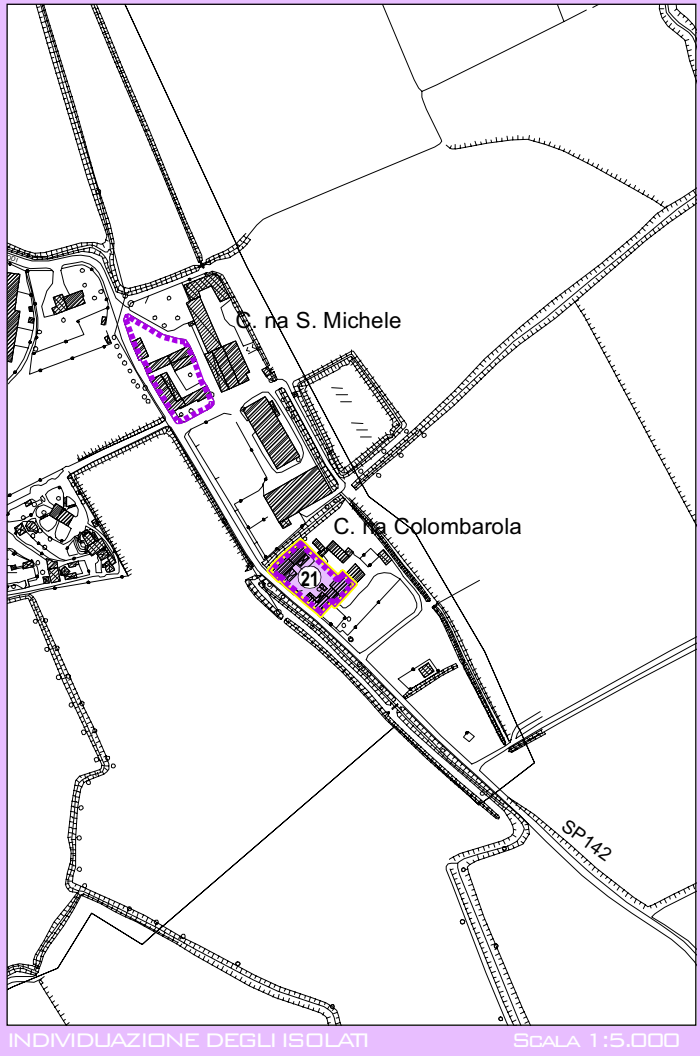 C. na S. Michele
C. na Colombarola
21
SP142
INDIVIDUAZIONE DEGLI ISOLATI
SCALA 1:5.000